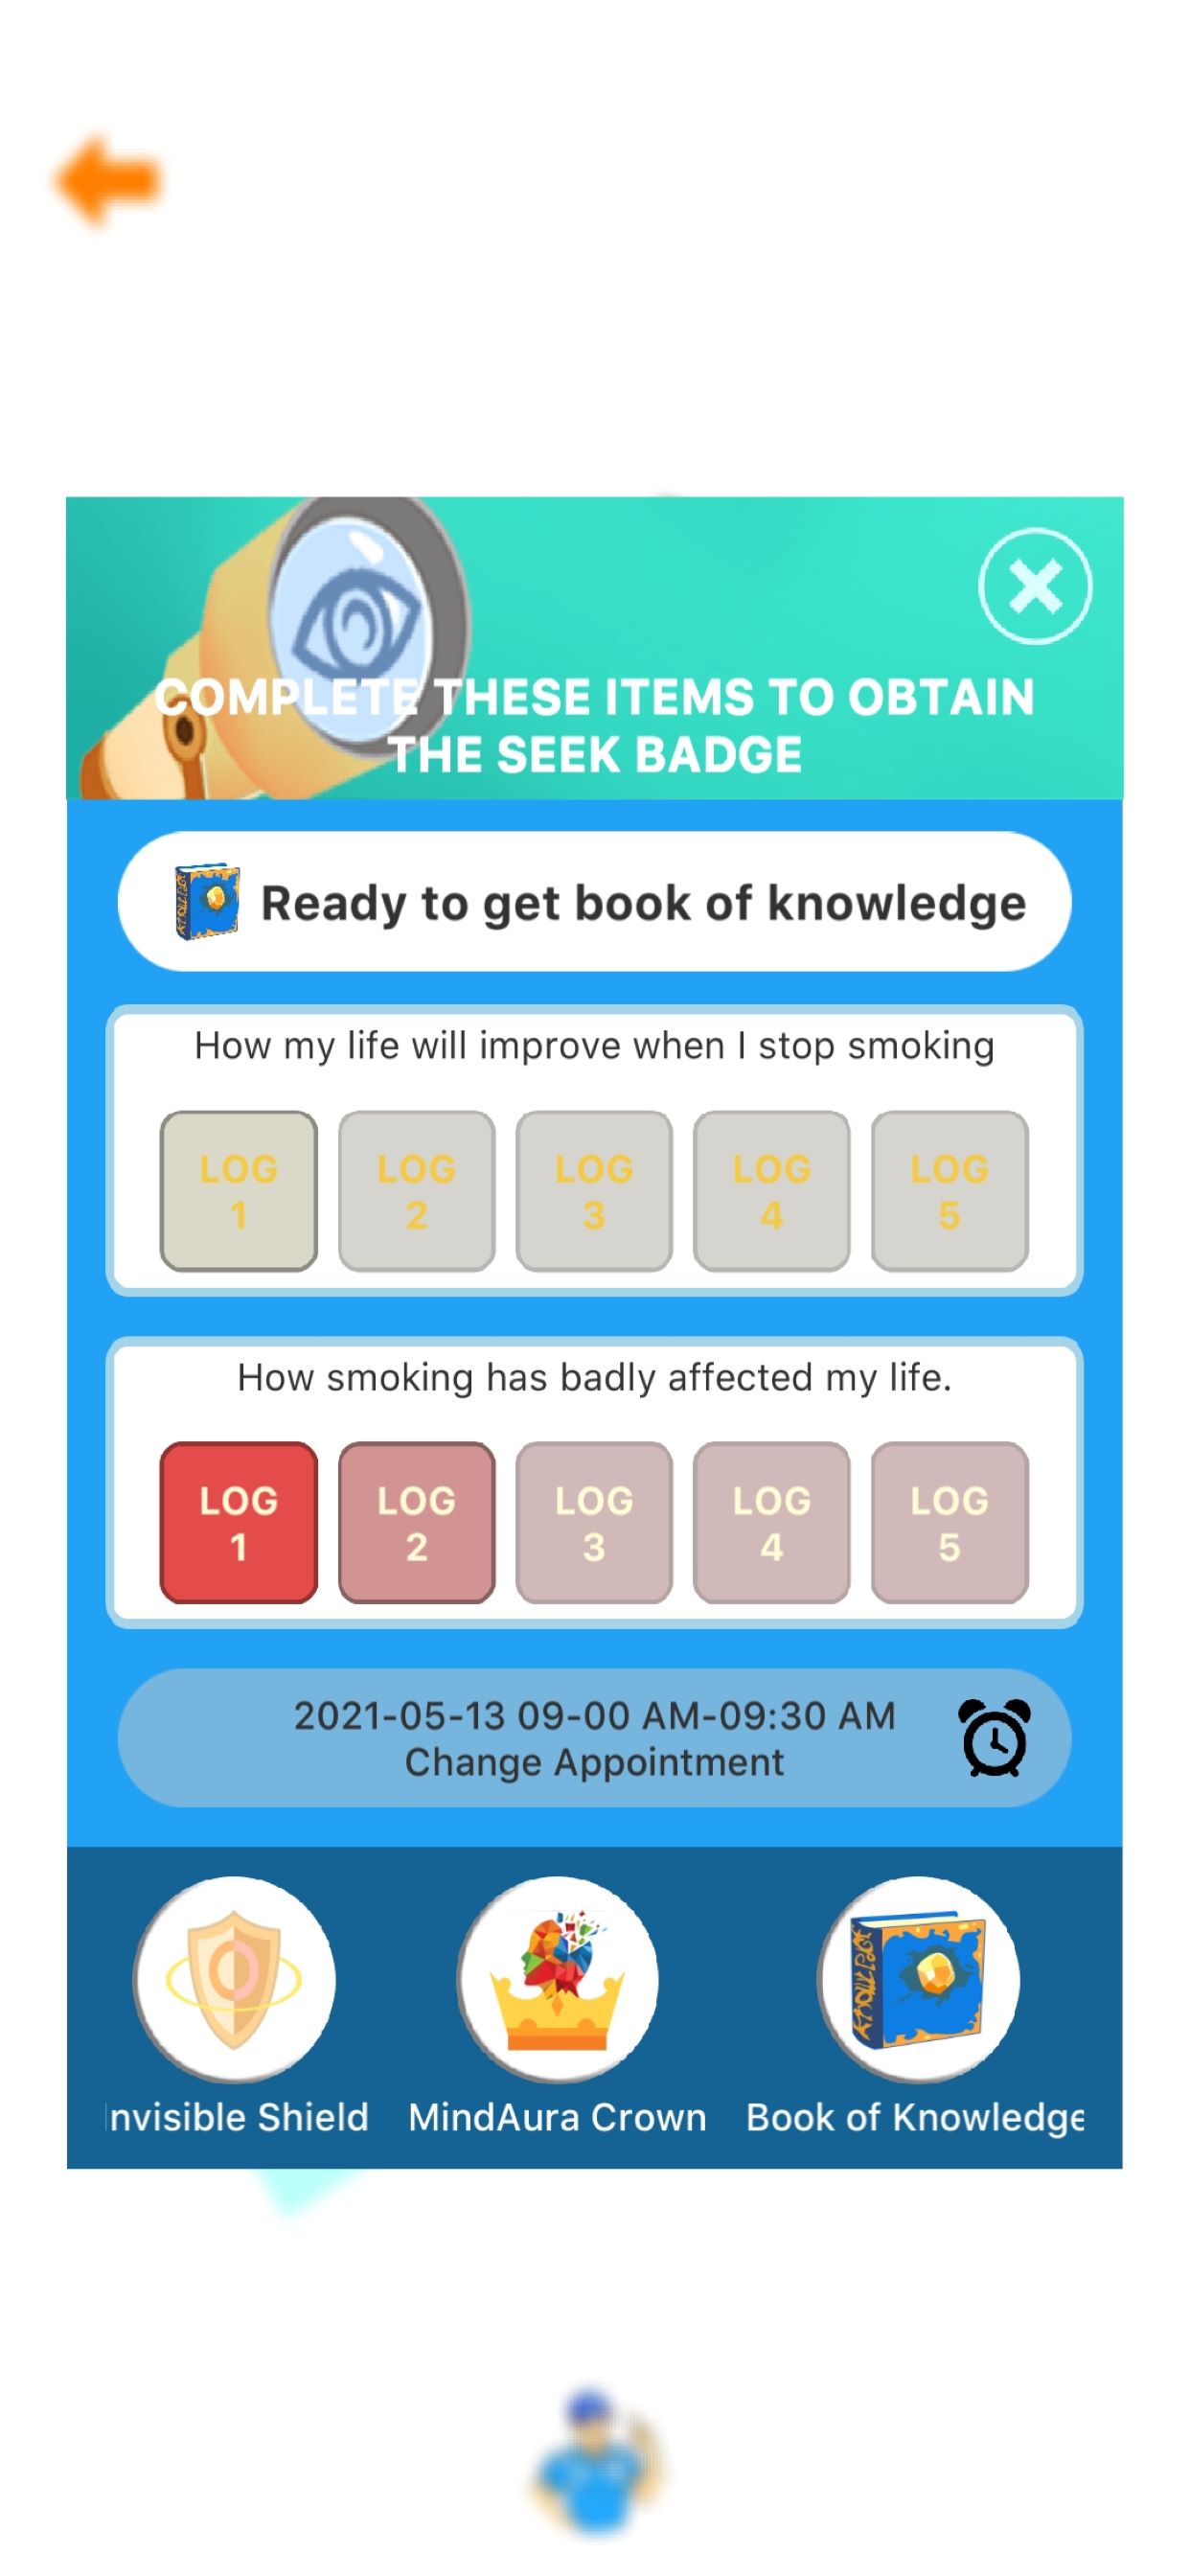 COMPLETE THESE ITEMS TO OBTAIN
THE SEEK BADGE
Ready to get book of knowledge
How my life will improve when I stop smoking
LOG LOG LOG LOG LOG
1 2 3 4 5
How smoking has badly affected my life.
LOG LOG LOG LOG LOG
1 2 3 4 5
2021-05-13 09-00 AM-09:30 AM
Change Appointment
KNOWLEDGE
nvisible Shield MindAura Crown Book of Knowledge